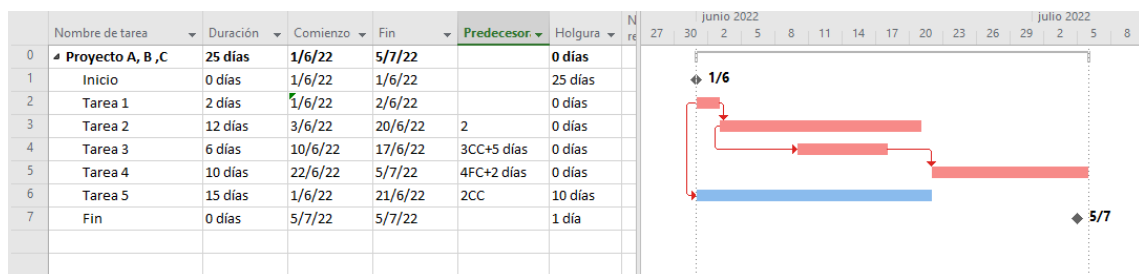 junio 2022 julio 2022
Nombre de tarea Duración Comienzo Fin Predecesor Holgura N re 27 30 2 5 8 11 14 17 20 23 26 29 2 5 8
0 Proyecto A, B ,C 25 días 1/6/22 5/7/22 0 días
1 Inicio 0 días 1/6/22 1/6/22 25 días 1/6
2 Tarea 1 2 días 1/6/22 2/6/22 0 días
3 Tarea 2 12 días 3/6/22 20/6/22 2 0 días
4 Tarea 3 6 días 10/6/22 17/6/22 3CC+5 días 0 días
5 Tarea 4 10 días 22/6/22 5/7/22 4FC+2 días 0 días
6 Tarea 5 15 días 1/6/22 21/6/22 2CC 10 días
7 Fin 0 días 5/7/22 5/7/22 1 día 5/7